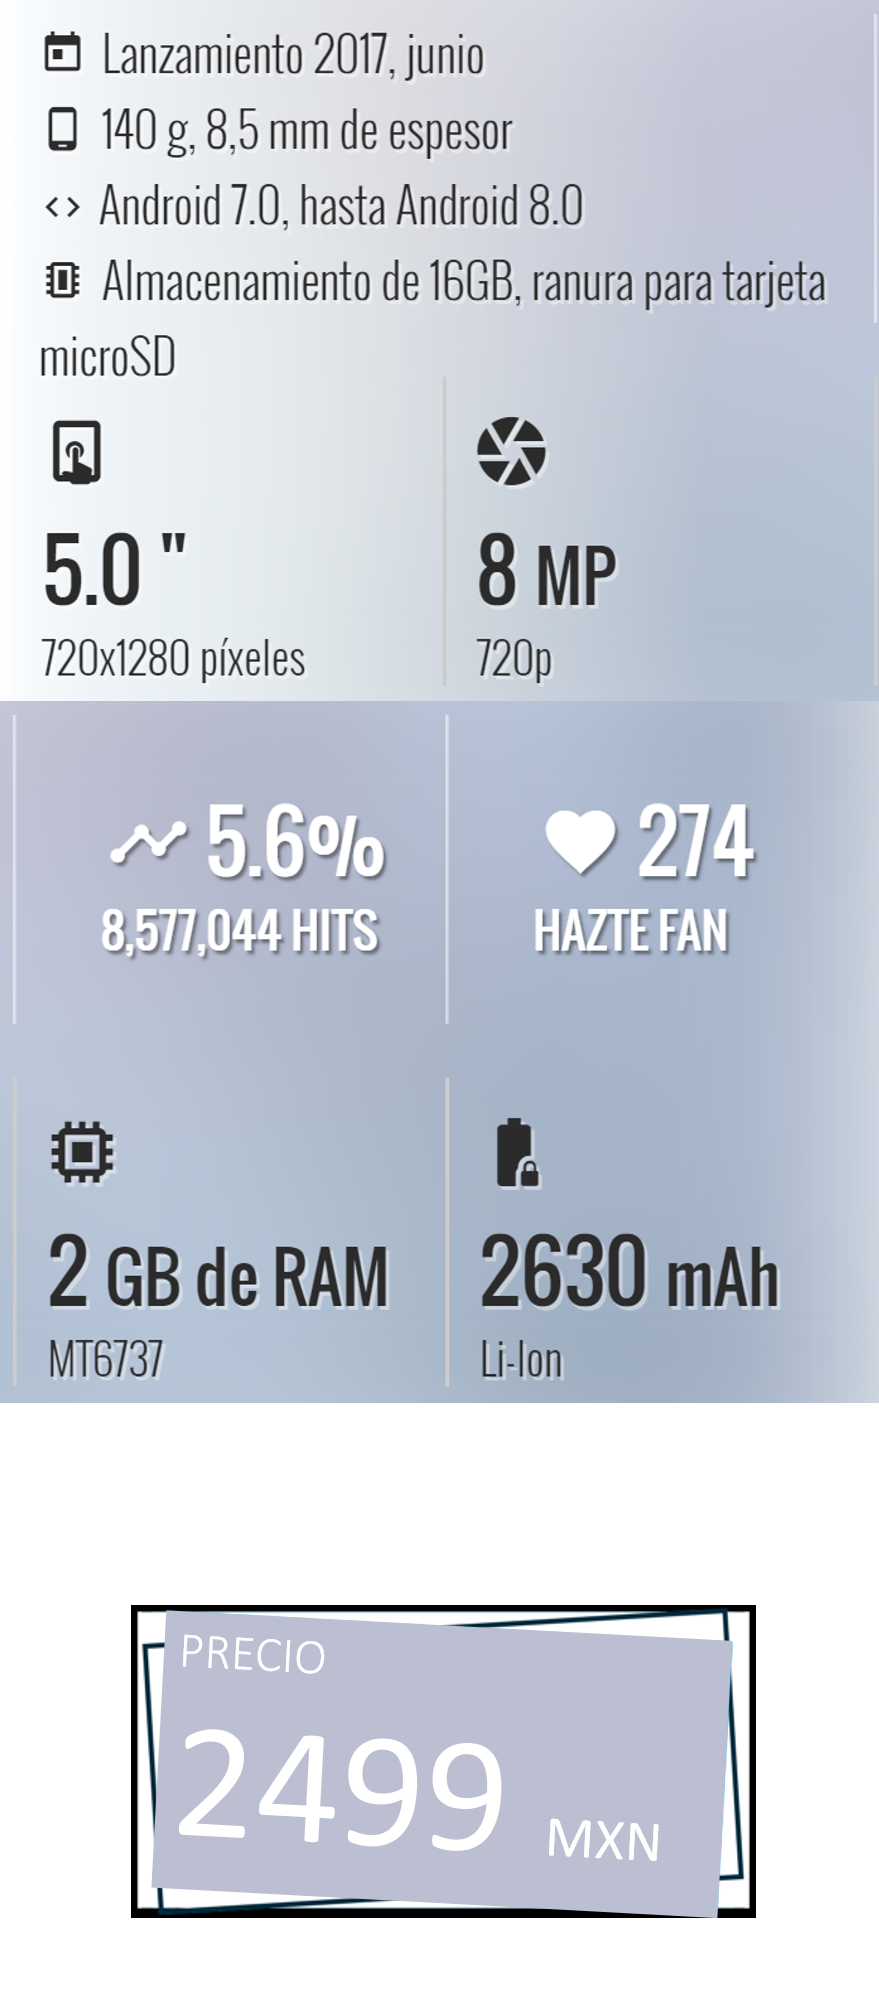 Lanzamiento 2017, junio
140 g, 8,5 mm de espesor
Android 7.0, hasta Android 8.0
Almacenamiento de 16GB, ranura para tarjeta
microSD
5.0 "
720x1280 píxeles
8 MP
720p
5.6%
8,577,044 HITS
274
HAZTE FAN
2 GB de RAM
MT6737
2630 mAh
Li-Ion
PRECIO
2499 MXN